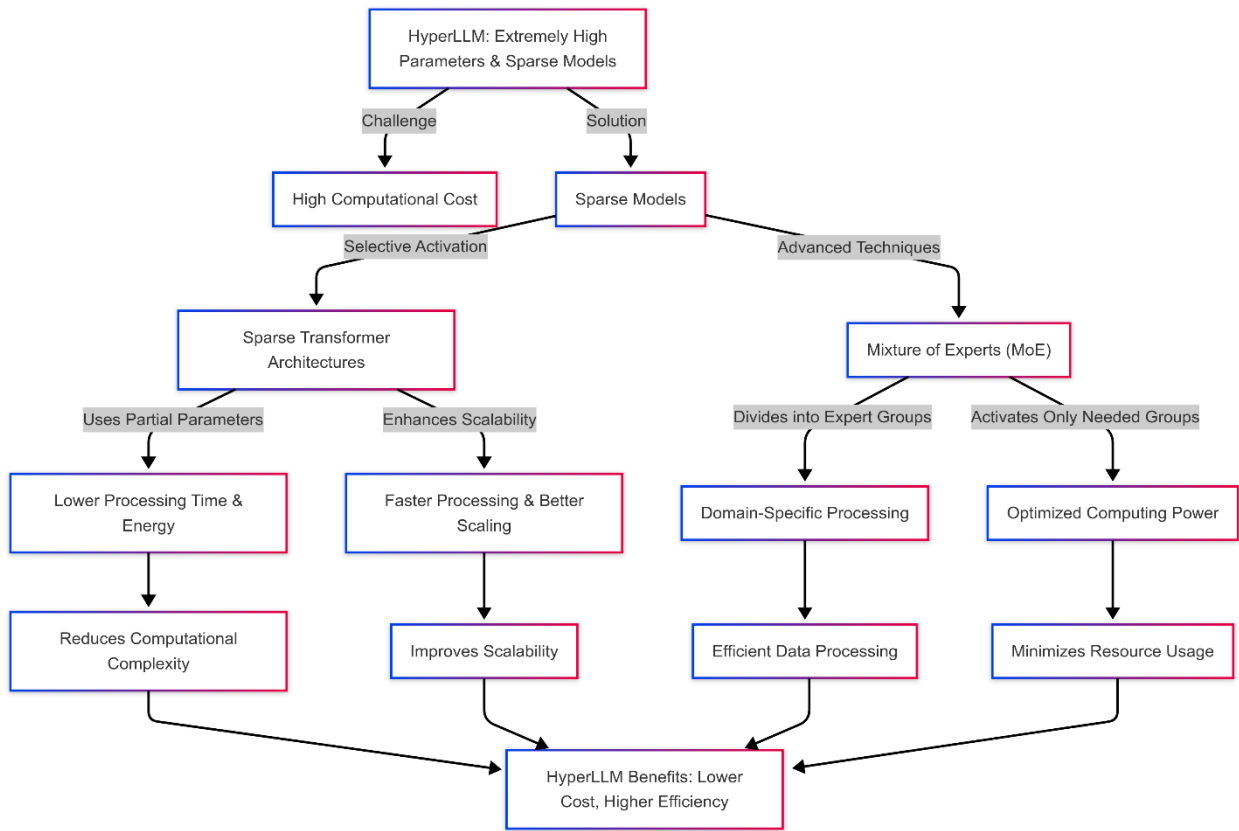 HyperLLM: Extremely High
Parameters & Sparse Models
Challenge
Solution
High Computational Cost
Sparse Models
Selective Activation
Advanced Techniques
Sparse Transformer
Architectures
Mixture of Experts (MoE)
Uses Partial Parameters
Enhances Scalability
Divides into Expert Groups
Activates Only Needed Groups
Lower Processing Time &
Energy
Faster Processing & Better
Scaling
Domain-Specific Processing
Optimized Computing Power
Reduces Computational
Complexity
Improves Scalability
Efficient Data Processing
Minimizes Resource Usage
HyperLLM Benefits: Lower
Cost, Higher Efficiency